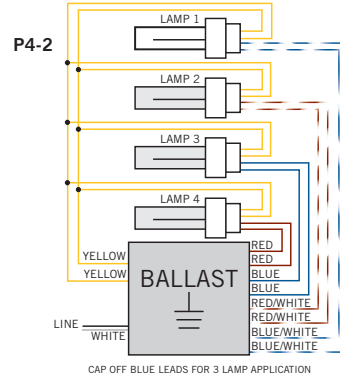 LAMP 1
P4-2
LAMP 2
LAMP 3
LAMP 4
RED
YELLOW
RED
YELLOW
BLUE
BALLAST
BLUE
RED/WHITE
LINE
RED/WHITE
WHITE
BLUE/WHITE
BLUE/WHITE
CAP OFF BLUE LEADS FOR 3 LAMP APPLICATION